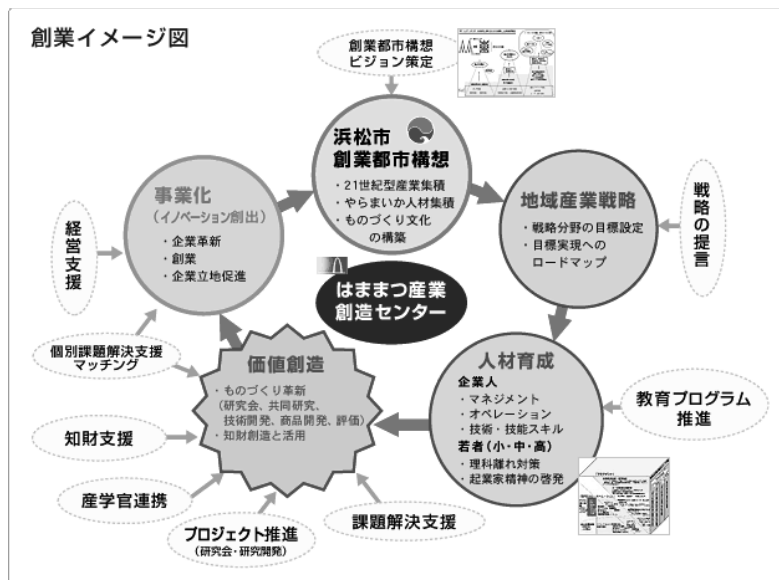 創業イメージ図
創業都市構想
ビジョン策定
浜松市
創業都市構想
・21世紀型産業集積
・やらまいか人材集積
・ものづくり文化
の構築
地域産業戦略
・戦略分野の目標設定
・目標実現への
ロードマップ
戦略の提言
人材育成
企業人
・マネジメント
・オペレーション
・技術・技能スキル
若者(小・中・高)
・理科離れ対策
・起業家精神の啓発
教育プログラム
推進
価値創造
・ものづくり革新
(研究会、共同研究、
技術開発、商品開発、評価)
・知財創造と活用
課題解決支援
プロジェクト推進
(研究会・研究開発)
産学官連携
知財支援
個別課題解決支援
マッチング
経営支援
事業化
(イノベーション創出)
・企業革新
・創業
・企業立地促進
はままつ産業
創造センター